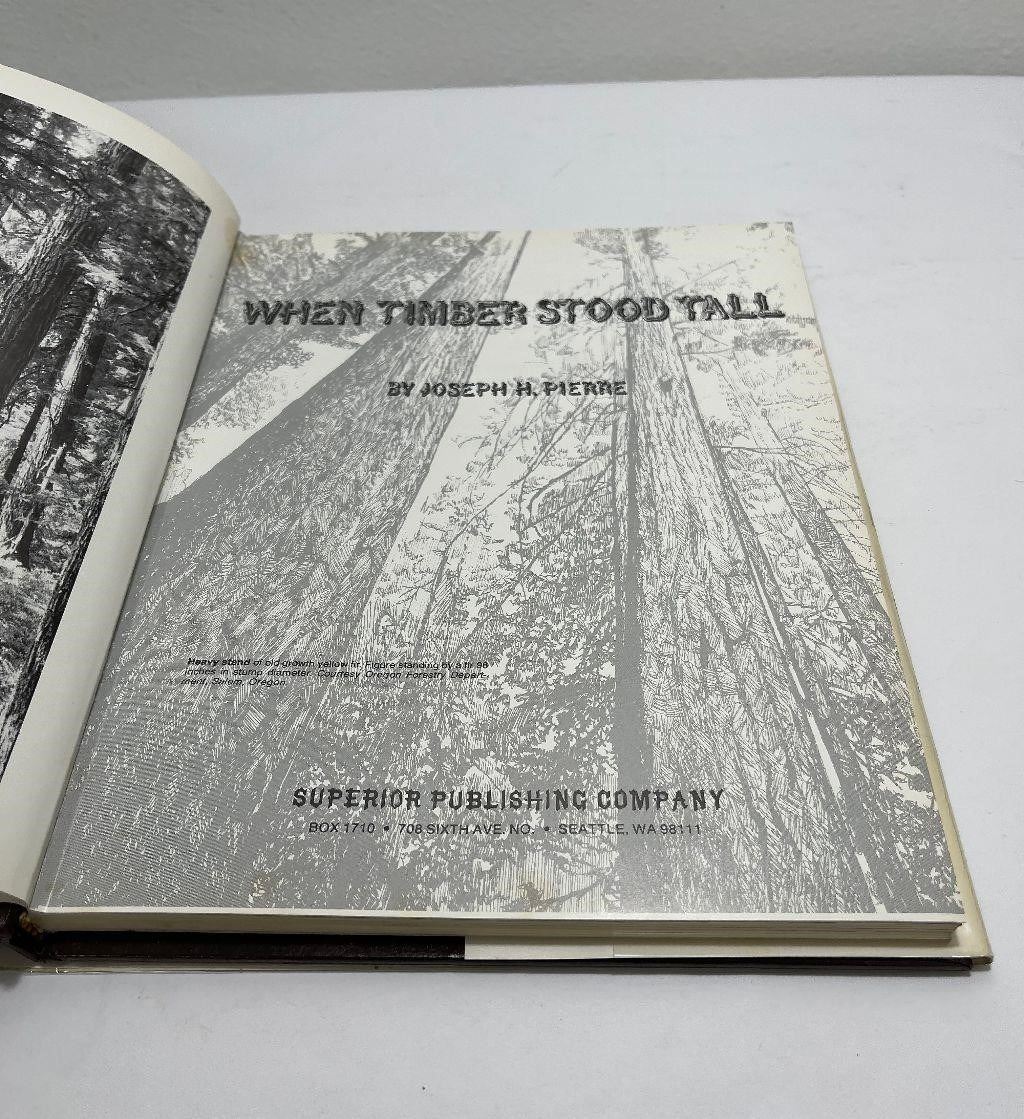 WHEN TIMBER STOOD TALL
BY JOSEPH H. PIERRE
Heavy stand of old-growth yellow fir. Figure standing by a fir 98
inches in stump diameter. Courtesy Oregon Forestry Depart-
ment, Salem, Oregon.
SUPERIOR PUBLISHING COMPANY
BOX 1710 • 708 SIXTH AVE. NO. • SEATTLE, WA 98111